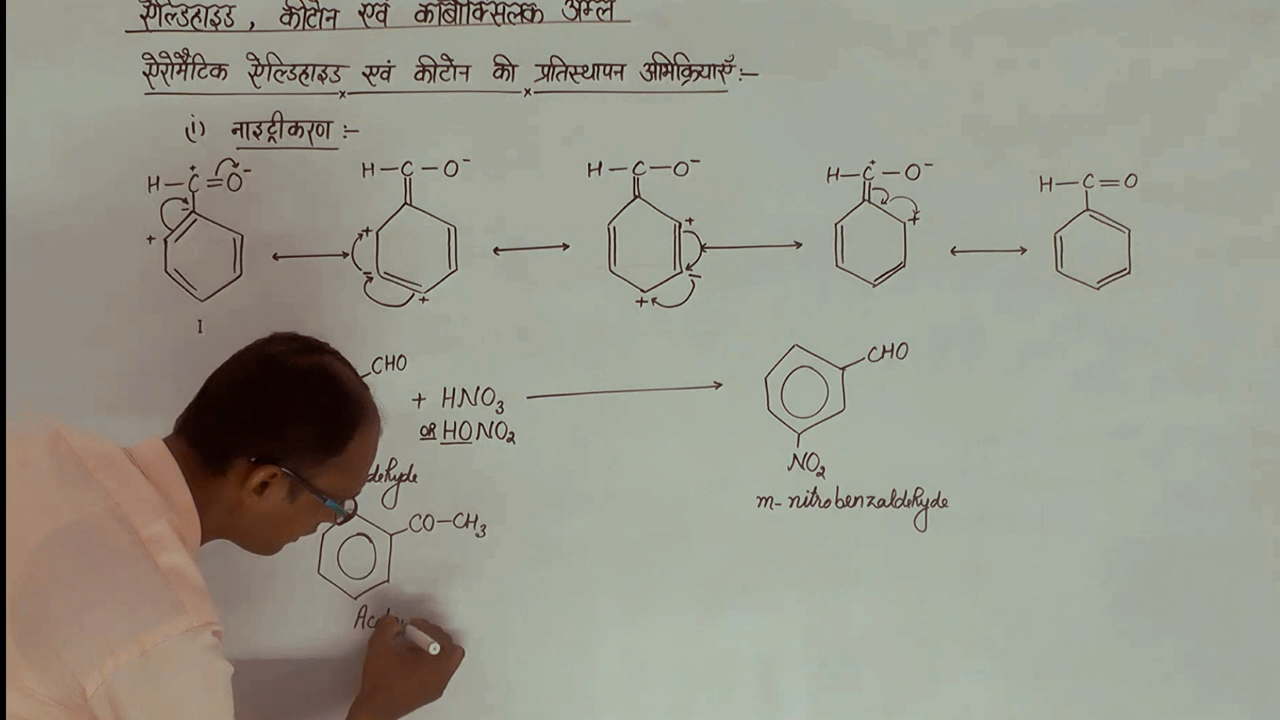 ऐल्डिहाइड, कीटोन एवं कार्बोक्सिलिक अम्ल
ऐरोमैटिक ऐल्डिहाइड एवं कीटोन की प्रतिस्थापन अभिक्रियाएँ :–
(i) नाइट्रीकरण :–
H–C=O⁻ H–C–O⁻ H–C–O⁻ H–C–O⁻ H–C=O
I
CHO + HNO₃ → CHO
OR HONO₂
NO₂
dehyde
m-nitrobenzaldehyde
CO–CH₃